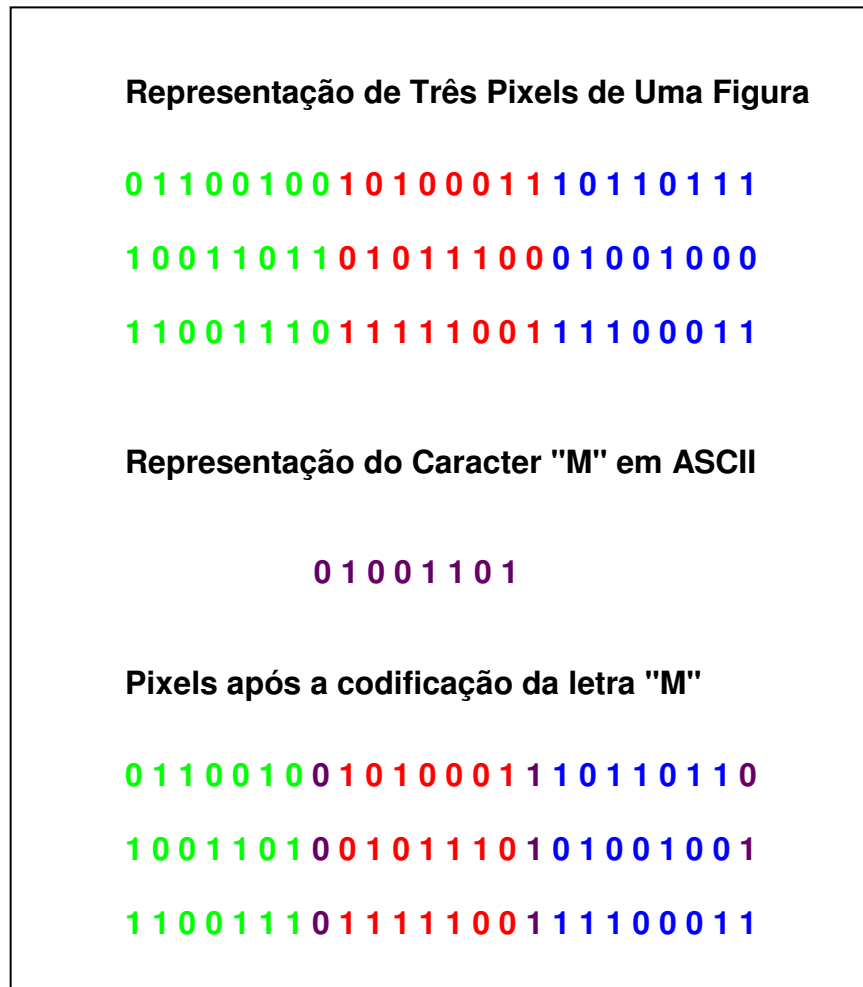 Representação de Três Pixels de Uma Figura
0 1 1 0 0 1 0 0 1 0 1 0 0 0 1 1 1 0 1 1 0 1 1 1
1 0 0 1 1 0 1 1 0 1 0 1 1 1 0 0 0 1 0 0 1 0 0 0
1 1 0 0 1 1 1 0 1 1 1 1 1 0 0 1 1 1 1 0 0 0 1 1
Representação do Caracter "M" em ASCII
0 1 0 0 1 1 0 1
Pixels após a codificação da letra "M"
0 1 1 0 0 1 0 0 1 0 1 0 0 0 1 1 1 0 1 1 0 1 1 0
1 0 0 1 1 0 1 0 0 1 0 1 1 1 0 1 0 1 0 0 1 0 0 1
1 1 0 0 1 1 1 0 1 1 1 1 1 0 0 1 1 1 1 0 0 0 1 1